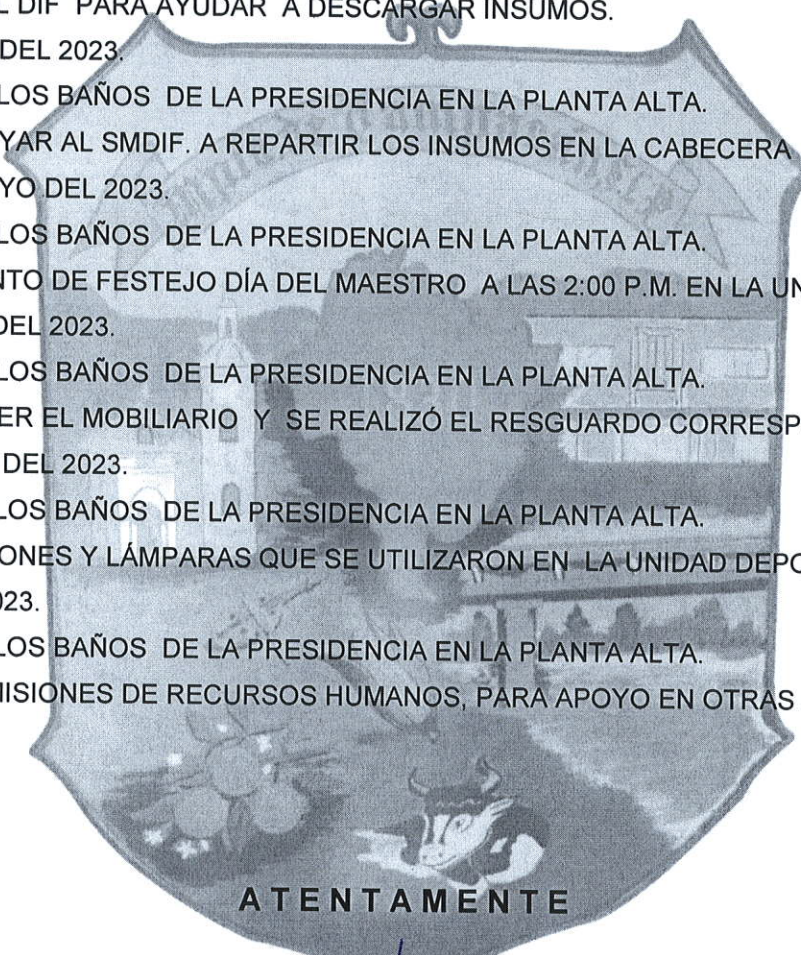 L DIF PARA AYUDAR A DESCARGAR INSUMOS.
DEL 2023.
LOS BAÑOS DE LA PRESIDENCIA EN LA PLANTA ALTA.
YAR AL SMDIF. A REPARTIR LOS INSUMOS EN LA CABECERA
YO DEL 2023.
LOS BAÑOS DE LA PRESIDENCIA EN LA PLANTA ALTA.
NTO DE FESTEJO DÍA DEL MAESTRO A LAS 2:00 P.M. EN LA UN
DEL 2023.
LOS BAÑOS DE LA PRESIDENCIA EN LA PLANTA ALTA.
ER EL MOBILIARIO Y SE REALIZÓ EL RESGUARDO CORRESP
DEL 2023.
LOS BAÑOS DE LA PRESIDENCIA EN LA PLANTA ALTA.
ONES Y LÁMPARAS QUE SE UTILIZARON EN LA UNIDAD DEPO
023.
LOS BAÑOS DE LA PRESIDENCIA EN LA PLANTA ALTA.
MISIONES DE RECURSOS HUMANOS, PARA APOYO EN OTRAS
ATENTAMENTE